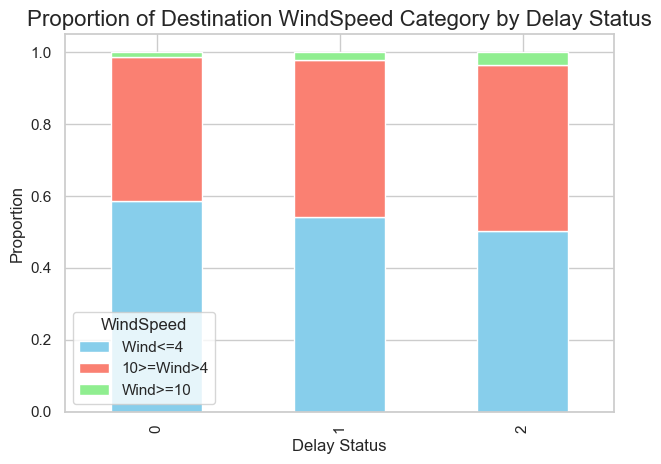 Proportion of Destination WindSpeed Category by Delay Status
1.0
0.8
0.6
0.4
0.2
0.0
Proportion
WindSpeed
Wind<=4
10>=Wind>4
Wind>=10
0
1
2
Delay Status